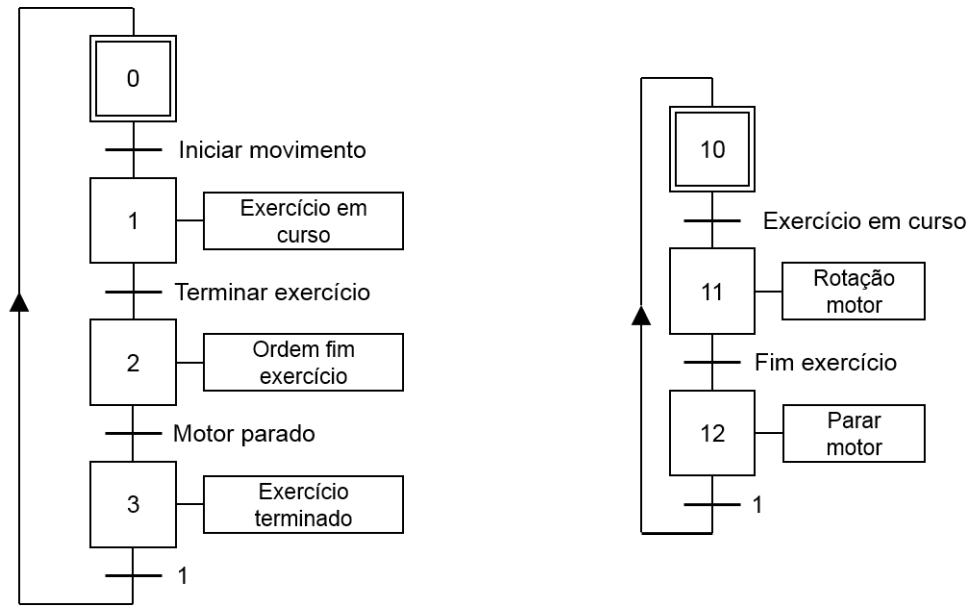 0
Iniciar movimento
1
Exercício em
curso
Terminar exercício
2
Ordem fim
exercício
Motor parado
3
Exercício
terminado
1
10
Exercício em curso
11
Rotação
motor
Fim exercício
12
Parar
motor
1